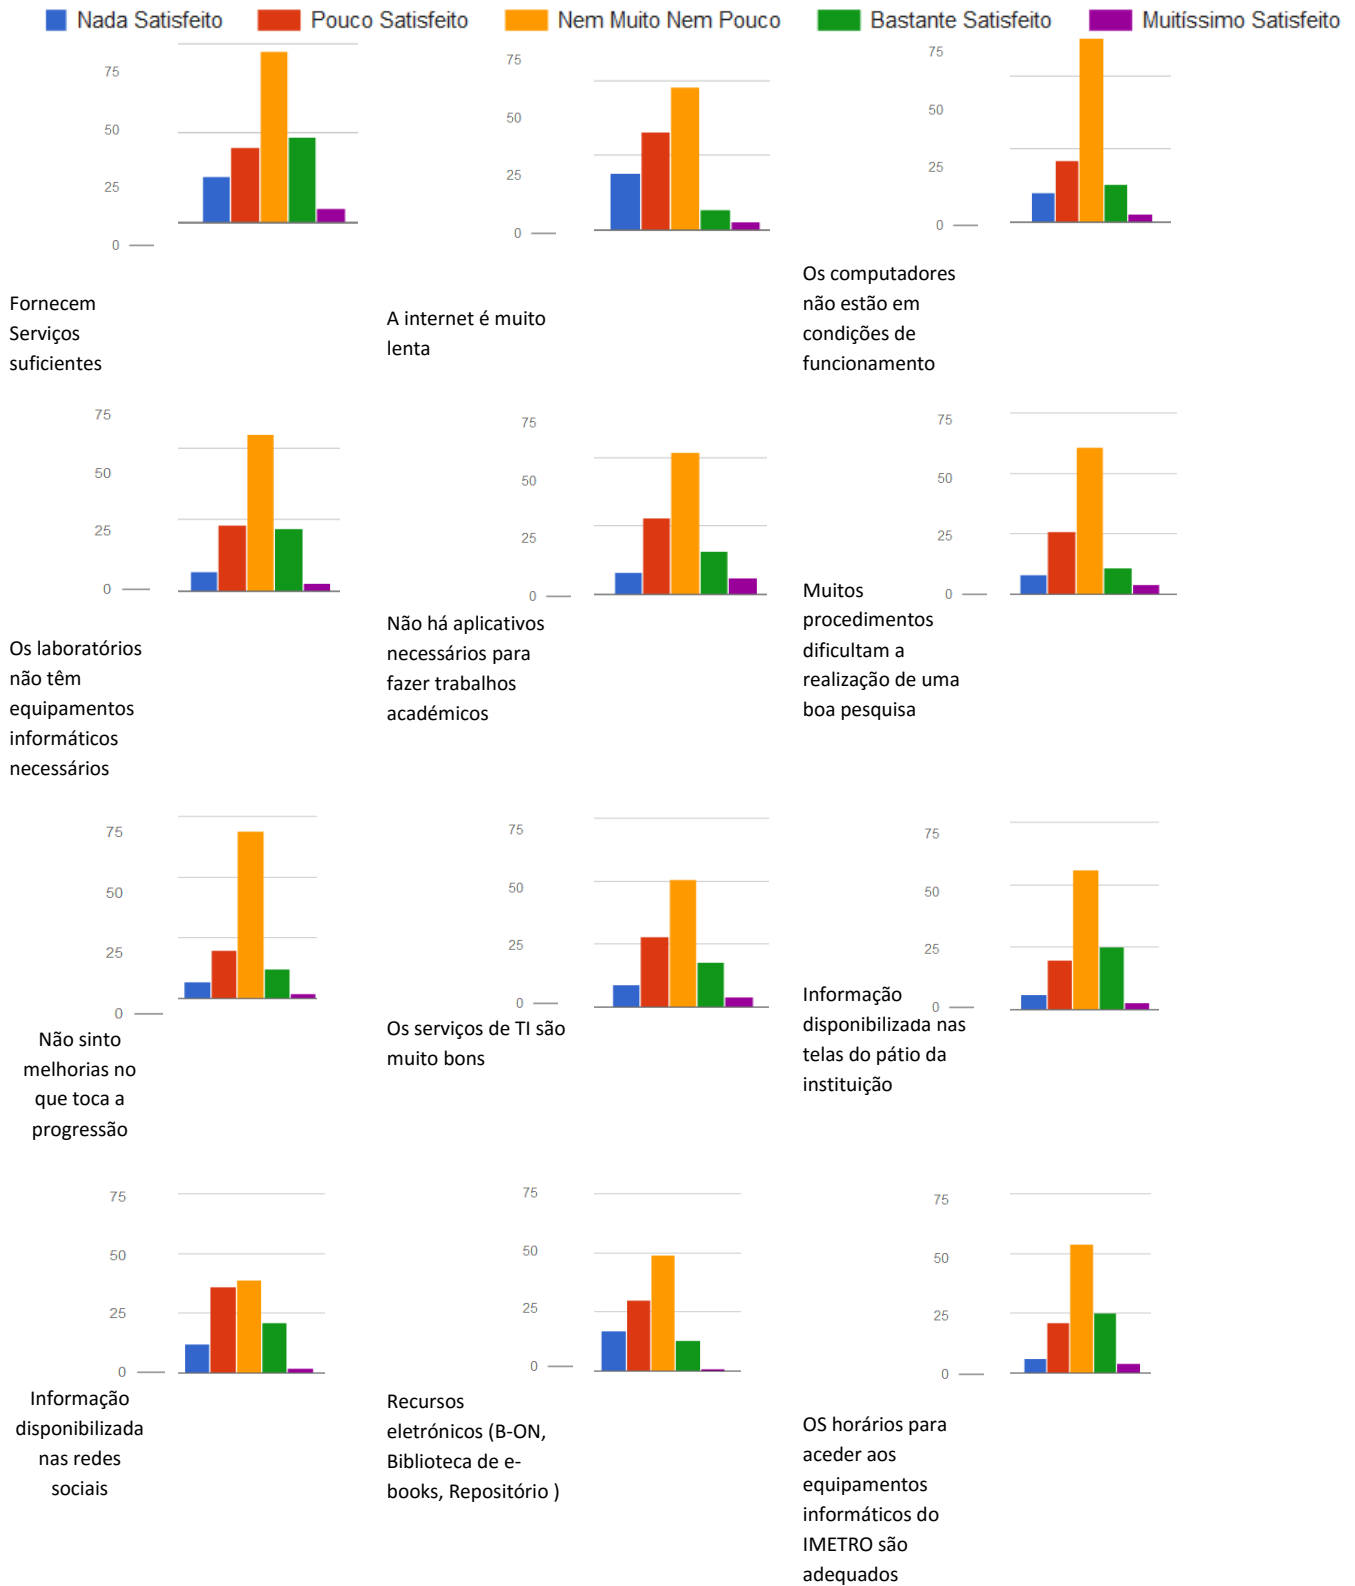 Nada Satisfeito Pouco Satisfeito Nem Muito Nem Pouco Bastante Satisfeito Muitíssimo Satisfeito
75
50
25
0
Fornecem
Serviços
suficientes
75
50
25
0
A internet é muito
lenta
75
50
25
0
Os computadores
não estão em
condições de
funcionamento
75
50
25
0
Os laboratórios
não têm
equipamentos
informáticos
necessários
75
50
25
0
Não há aplicativos
necessários para
fazer trabalhos
académicos
75
50
25
0
Muitos
procedimentos
dificultam a
realização de uma
boa pesquisa
75
50
25
0
Não sinto
melhorias no
que toca a
progressão
75
50
25
0
Os serviços de TI são
muito bons
75
50
25
0
Informação
disponibilizada nas
telas do pátio da
instituição
75
50
25
0
Informação
disponibilizada
nas redes
sociais
75
50
25
0
Recursos
eletrónicos (B-ON,
Biblioteca de e-
books, Repositório )
75
50
25
0
OS horários para
aceder aos
equipamentos
informáticos do
IMETRO são
adequados